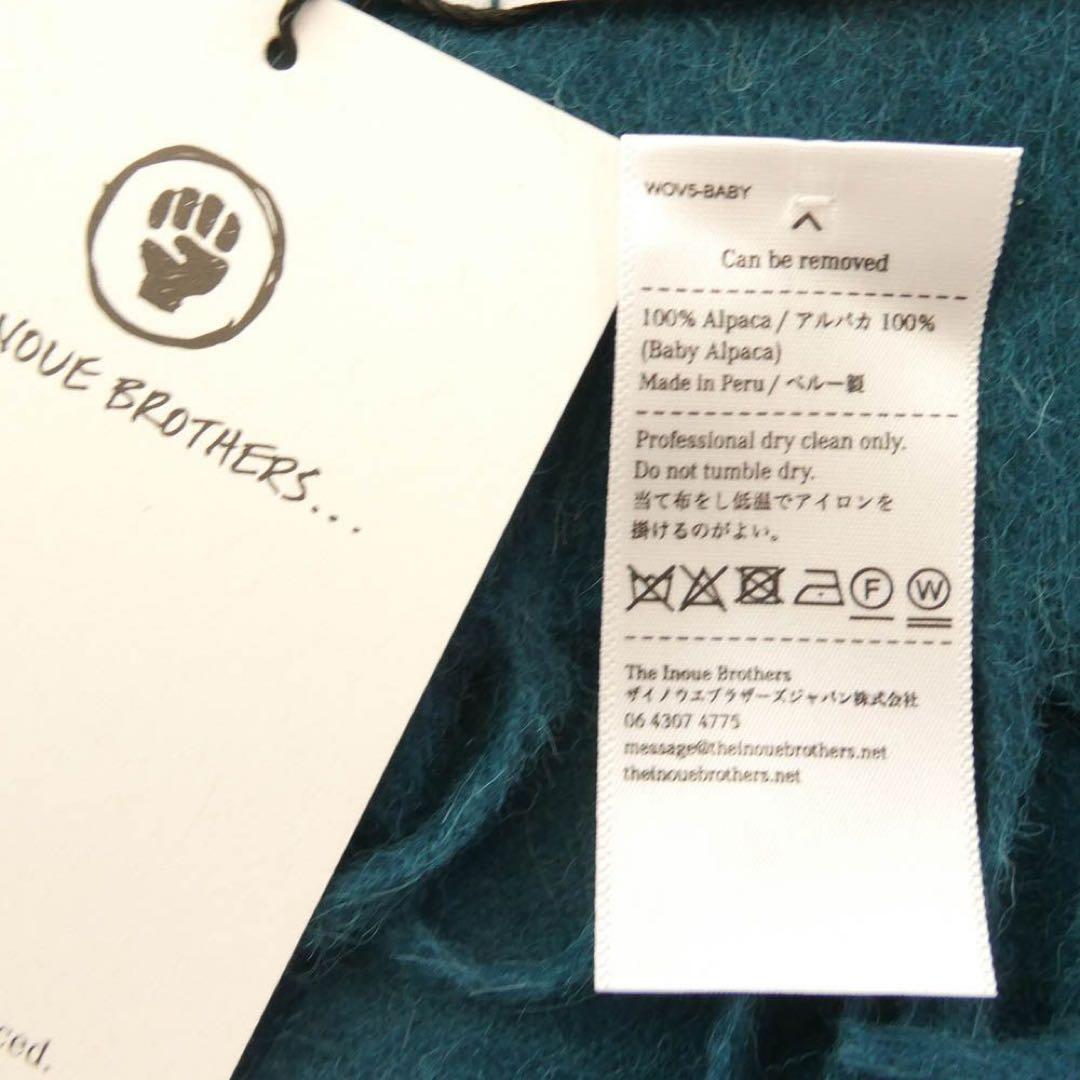 NOUE BROTHERS...
ced.
WOV5-BABY
Can be removed
100% Alpaca / アルパカ 100%
(Baby Alpaca)
Made in Peru / ペルー製
Professional dry clean only.
Do not tumble dry.
当て布をし低温でアイロンを
掛けるのがよい。
F W
The Inoue Brothers
ザイノウエブラザーズジャパン株式会社
06 4307 4775
message@theinouebrothers.net
theinouebrothers.net